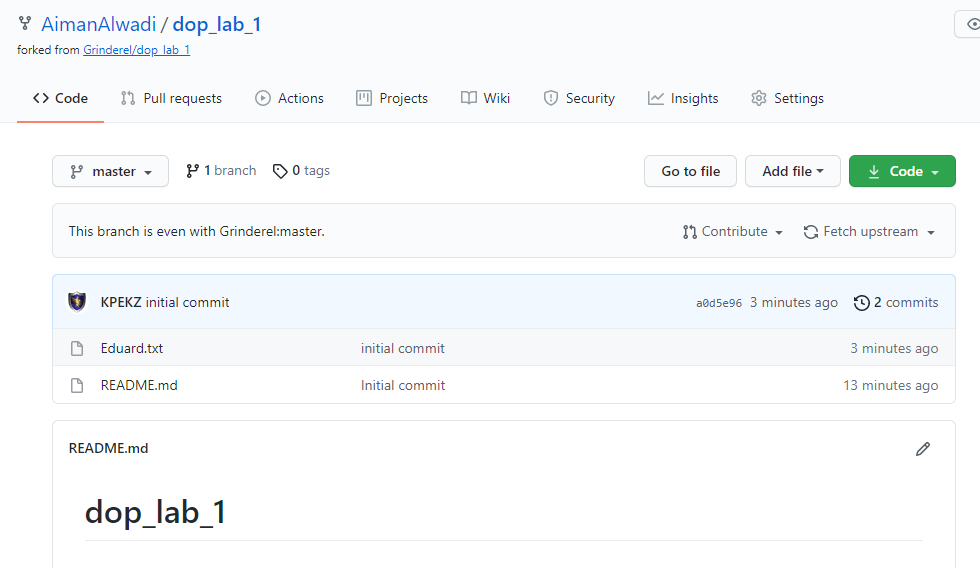 AimanAlwadi / dop_lab_1
forked from Grinderel/dop_lab_1
Code Pull requests Actions Projects Wiki Security Insights Settings
master 1 branch 0 tags Go to file Add file Code
This branch is even with Grinderel:master. Contribute Fetch upstream
KPEKZ initial commit a0d5e96 3 minutes ago 2 commits
Eduard.txt initial commit 3 minutes ago
README.md Initial commit 13 minutes ago
README.md
dop_lab_1